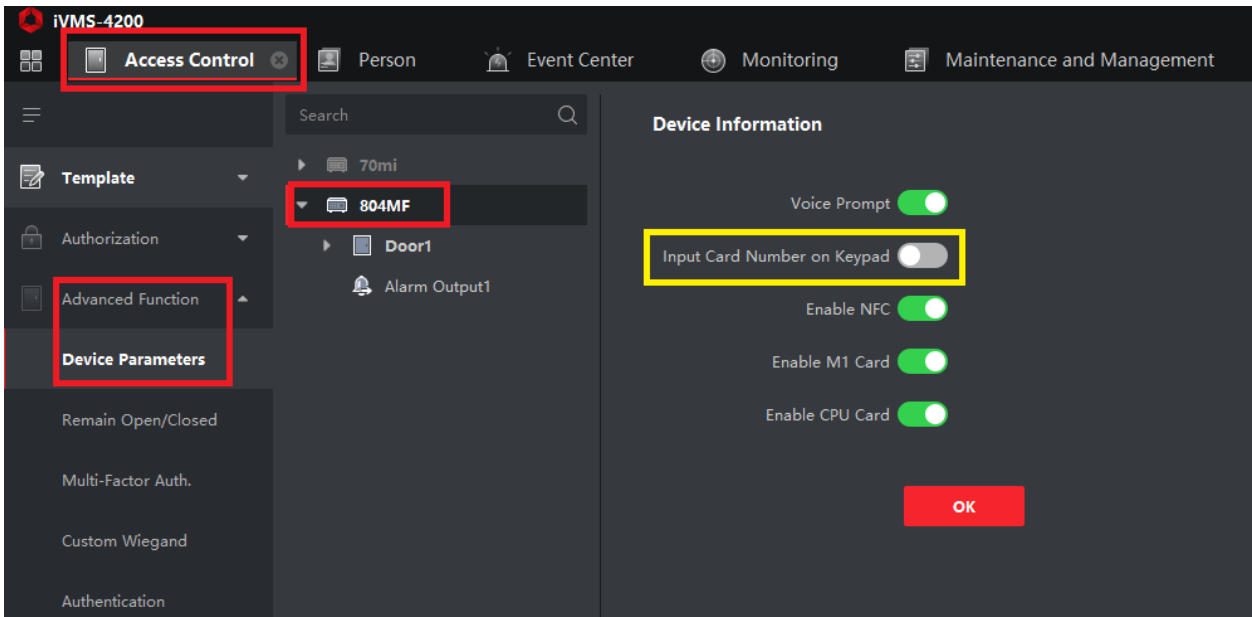 iVMS-4200
Access Control
Person
Event Center
Monitoring
Maintenance and Management
Template
Authorization
Advanced Function
Device Parameters
Remain Open/Closed
Multi-Factor Auth.
Custom Wiegand
Authentication
Search
70mi
804MF
Door1
Alarm Output1
Device Information
Voice Prompt
Input Card Number on Keypad
Enable NFC
Enable M1 Card
Enable CPU Card
OK